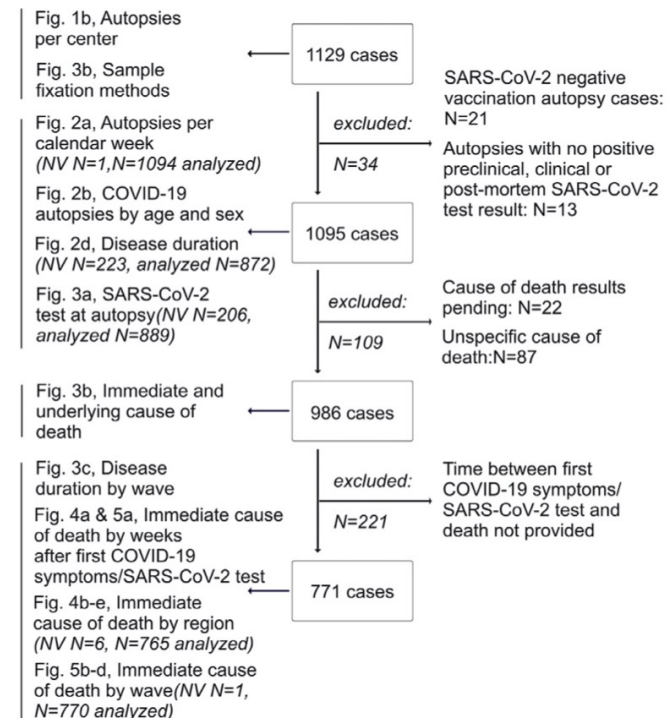 Fig. 1b, Autopsies
per center
Fig. 3b, Sample
fixation methods
1129 cases
excluded:
N=34
SARS-CoV-2 negative
vaccination autopsy cases:
N=21
Autopsies with no positive
preclinical, clinical or
post-mortem SARS-CoV-2
test result: N=13
Fig. 2a, Autopsies per
calendar week
(NV N=1,N=1094 analyzed)
Fig. 2b, COVID-19
autopsies by age and sex
Fig. 2d, Disease duration
(NV N=223, analyzed N=872)
Fig. 3a, SARS-CoV-2
test at autopsy(NV N=206,
analyzed N=889)
1095 cases
excluded:
N=109
Cause of death results
pending: N=22
Unspecific cause of
death:N=87
Fig. 3b, Immediate and
underlying cause of
death
986 cases
excluded:
N=221
Time between first
COVID-19 symptoms/
SARS-CoV-2 test and
death not provided
Fig. 3c, Disease
duration by wave
Fig. 4a & 5a, Immediate cause
of death by weeks
after first COVID-19
symptoms/SARS-CoV-2 test
Fig. 4b-e, Immediate
cause of death by region
(NV N=6, N=765 analyzed)
Fig. 5b-d, Immediate cause
of death by wave(NV N=1,
N=770 analyzed)
771 cases